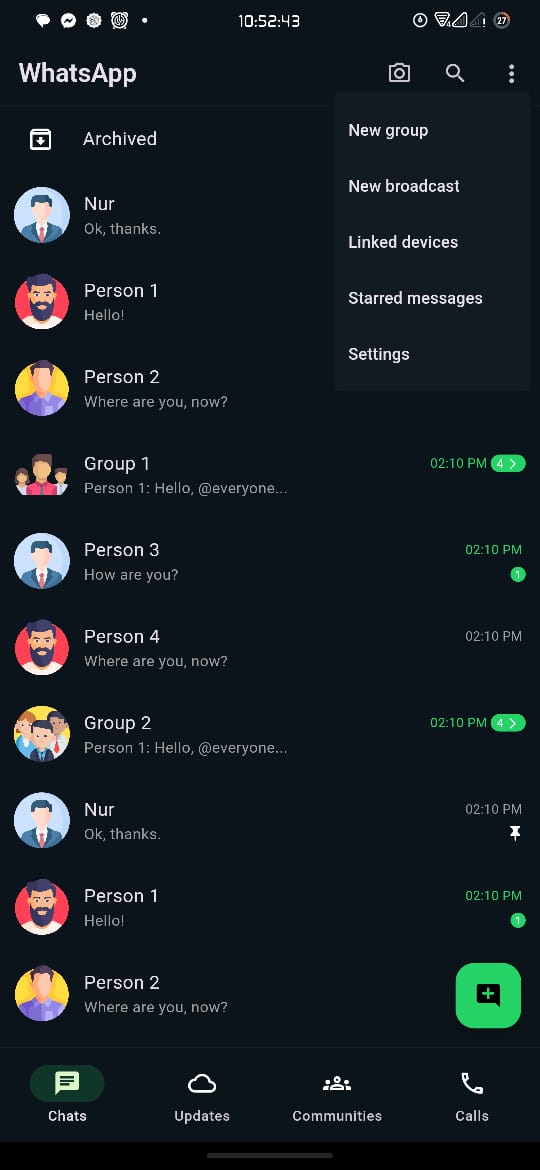 10:52:43
27
WhatsApp
New group
New broadcast
Linked devices
Starred messages
Settings
Archived
Nur
Ok, thanks.
Person 1
Hello!
Person 2
Where are you, now?
Group 1
02:10 PM 4
Person 1: Hello, @everyone...
Person 3
02:10 PM
How are you?
1
Person 4
02:10 PM
Where are you, now?
Group 2
02:10 PM 4
Person 1: Hello, @everyone...
Nur
02:10 PM
Ok, thanks.
Person 1
02:10 PM
Hello!
1
Person 2
Where are you, now?
Chats
Updates
Communities
Calls